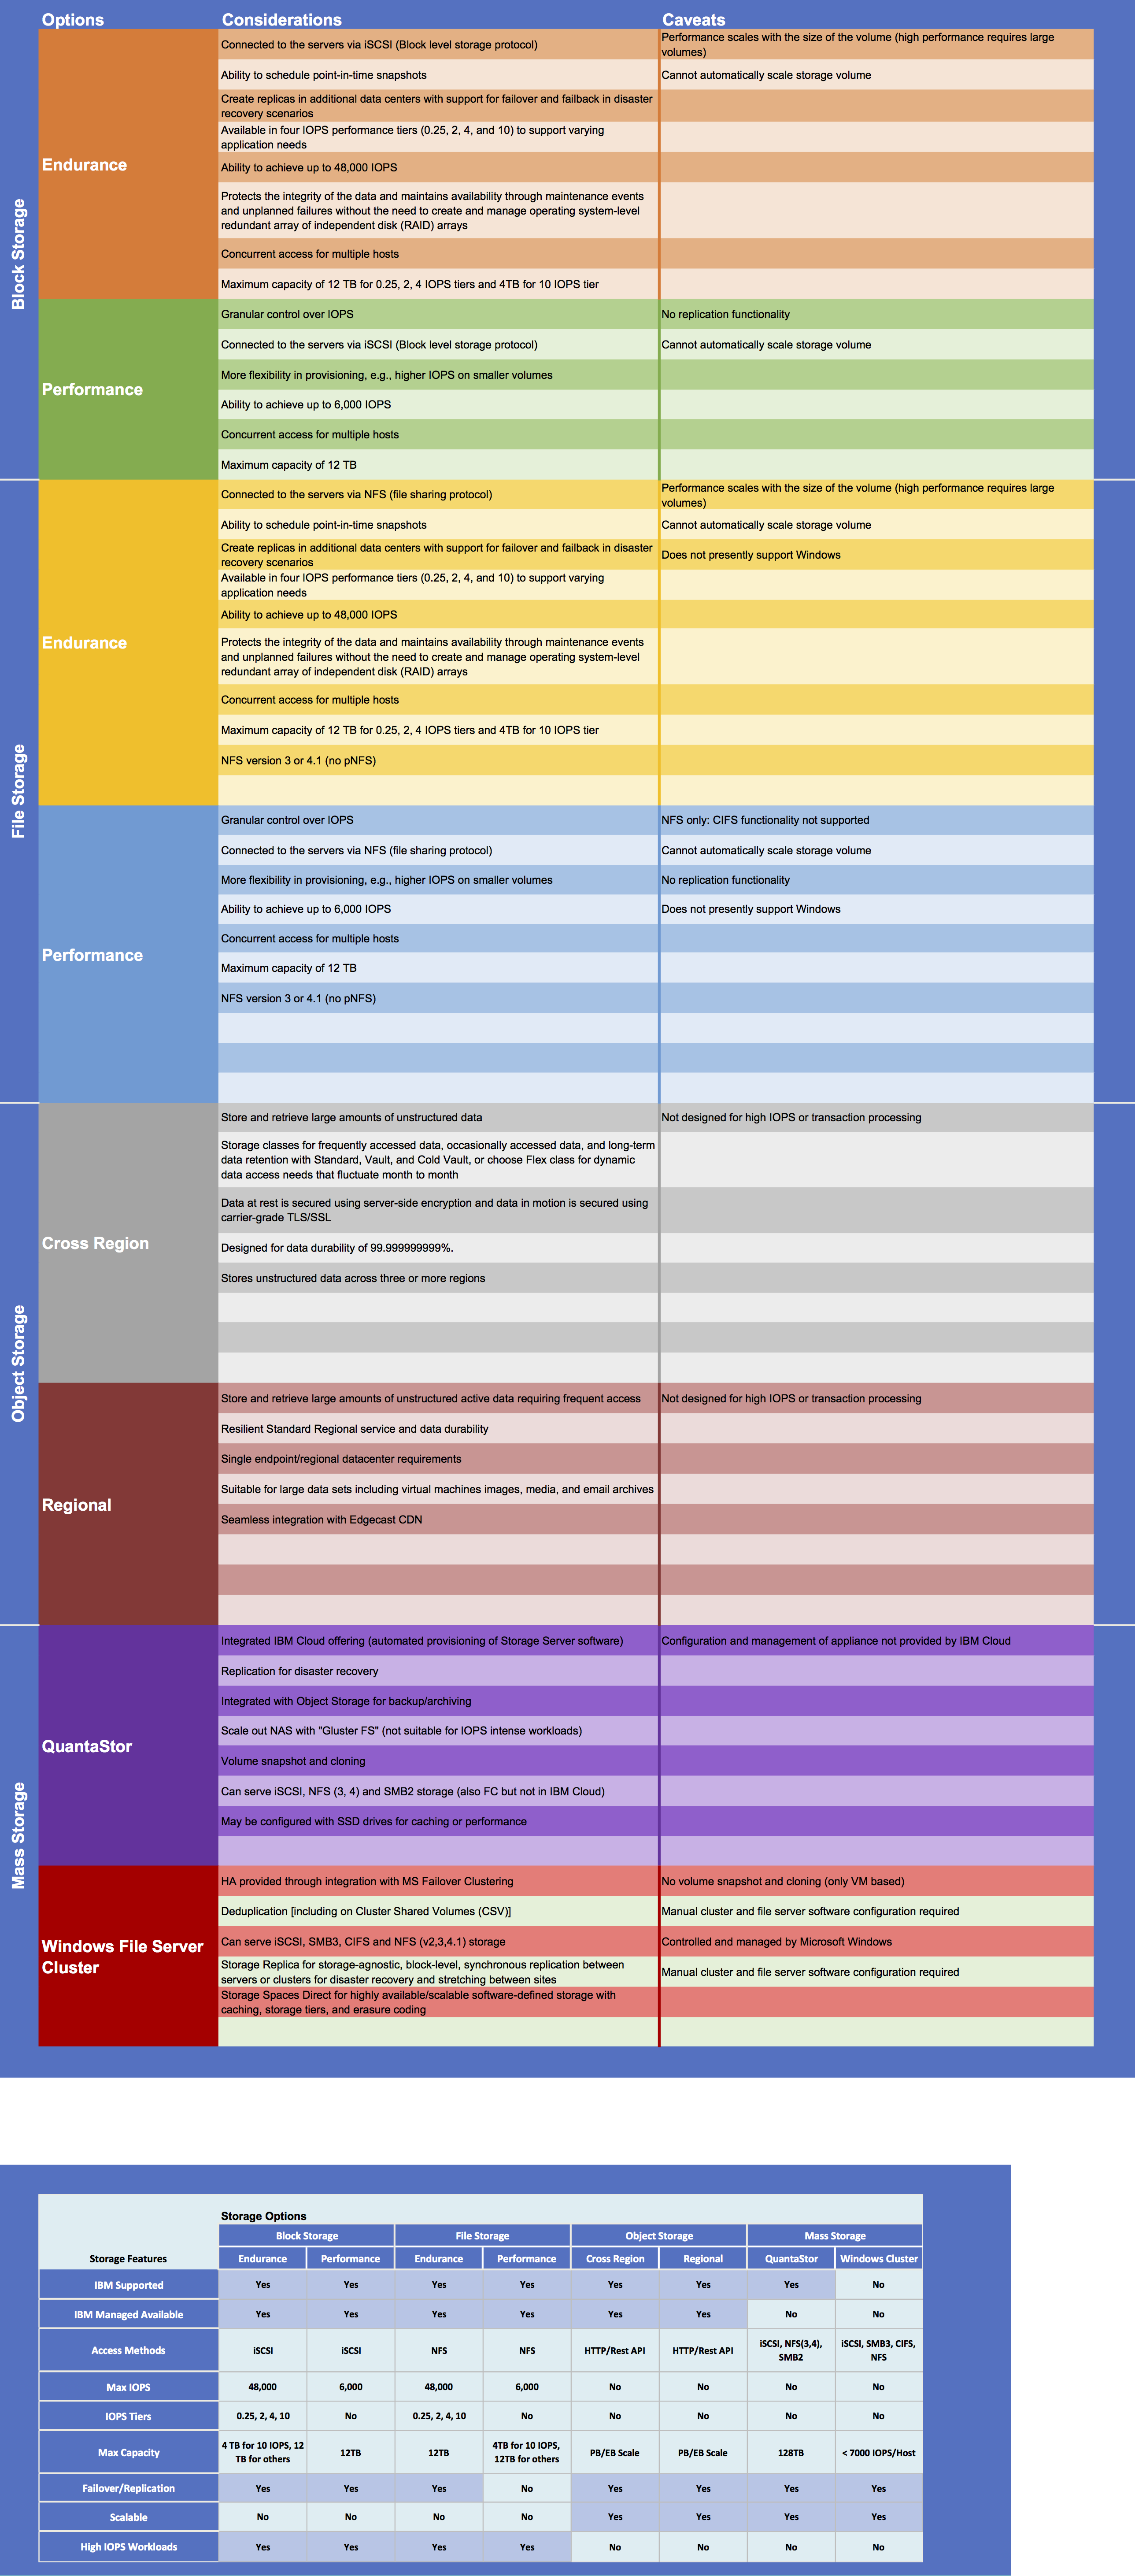 Options Considerations Caveats
Block Storage
Endurance
Connected to the servers via iSCSI (Block level storage protocol)
Performance scales with the size of the volume (high performance requires large
volumes)
Ability to schedule point-in-time snapshots
Cannot automatically scale storage volume
Create replicas in additional data centers with support for failover and failback in disaster
recovery scenarios
Available in four IOPS performance tiers (0.25, 2, 4, and 10) to support varying
application needs
Ability to achieve up to 48,000 IOPS
Protects the integrity of the data and maintains availability through maintenance events
and unplanned failures without the need to create and manage operating system-level
redundant array of independent disk (RAID) arrays
Concurrent access for multiple hosts
Maximum capacity of 12 TB for 0.25, 2, 4 IOPS tiers and 4TB for 10 IOPS tier
Performance
Granular control over IOPS
No replication functionality
Connected to the servers via iSCSI (Block level storage protocol)
Cannot automatically scale storage volume
More flexibility in provisioning, e.g., higher IOPS on smaller volumes
Ability to achieve up to 6,000 IOPS
Concurrent access for multiple hosts
Maximum capacity of 12 TB
File Storage
Endurance
Connected to the servers via NFS (file sharing protocol)
Performance scales with the size of the volume (high performance requires large
volumes)
Ability to schedule point-in-time snapshots
Cannot automatically scale storage volume
Create replicas in additional data centers with support for failover and failback in disaster
recovery scenarios
Does not presently support Windows
Available in four IOPS performance tiers (0.25, 2, 4, and 10) to support varying
application needs
Ability to achieve up to 48,000 IOPS
Protects the integrity of the data and maintains availability through maintenance events
and unplanned failures without the need to create and manage operating system-level
redundant array of independent disk (RAID) arrays
Concurrent access for multiple hosts
Maximum capacity of 12 TB for 0.25, 2, 4 IOPS tiers and 4TB for 10 IOPS tier
NFS version 3 or 4.1 (no pNFS)
Performance
Granular control over IOPS
NFS only: CIFS functionality not supported
Connected to the servers via NFS (file sharing protocol)
Cannot automatically scale storage volume
More flexibility in provisioning, e.g., higher IOPS on smaller volumes
No replication functionality
Ability to achieve up to 6,000 IOPS
Does not presently support Windows
Concurrent access for multiple hosts
Maximum capacity of 12 TB
NFS version 3 or 4.1 (no pNFS)
Object Storage
Cross Region
Store and retrieve large amounts of unstructured data
Not designed for high IOPS or transaction processing
Storage classes for frequently accessed data, occasionally accessed data, and long-term
data retention with Standard, Vault, and Cold Vault, or choose Flex class for dynamic
data access needs that fluctuate month to month
Data at rest is secured using server-side encryption and data in motion is secured using
carrier-grade TLS/SSL
Designed for data durability of 99.999999999%.
Stores unstructured data across three or more regions
Regional
Store and retrieve large amounts of unstructured active data requiring frequent access
Not designed for high IOPS or transaction processing
Resilient Standard Regional service and data durability
Single endpoint/regional datacenter requirements
Suitable for large data sets including virtual machines images, media, and email archives
Seamless integration with Edgecast CDN
Mass Storage
QuantaStor
Integrated IBM Cloud offering (automated provisioning of Storage Server software)
Configuration and management of appliance not provided by IBM Cloud
Replication for disaster recovery
Integrated with Object Storage for backup/archiving
Scale out NAS with "Gluster FS" (not suitable for IOPS intense workloads)
Volume snapshot and cloning
Can serve iSCSI, NFS (3, 4) and SMB2 storage (also FC but not in IBM Cloud)
May be configured with SSD drives for caching or performance
Windows File Server
Cluster
HA provided through integration with MS Failover Clustering
No volume snapshot and cloning (only VM based)
Deduplication [including on Cluster Shared Volumes (CSV)]
Manual cluster and file server software configuration required
Can serve iSCSI, SMB3, CIFS and NFS (v2,3,4.1) storage
Controlled and managed by Microsoft Windows
Storage Replica for storage-agnostic, block-level, synchronous replication between
servers or clusters for disaster recovery and stretching between sites
Manual cluster and file server software configuration required
Storage Spaces Direct for highly available/scalable software-defined storage with
caching, storage tiers, and erasure coding
Storage Options
Block Storage File Storage Object Storage Mass Storage
Storage Features Endurance Performance Endurance Performance Cross Region Regional QuantaStor Windows Cluster
IBM Supported Yes Yes Yes Yes Yes Yes Yes No
IBM Managed Available Yes Yes Yes Yes Yes Yes No No
Access Methods iSCSI iSCSI NFS NFS HTTP/Rest API HTTP/Rest API iSCSI, NFS(3,4), SMB2 iSCSI, SMB3, CIFS, NFS
Max IOPS 48,000 6,000 48,000 6,000 No No No No
IOPS Tiers 0.25, 2, 4, 10 No 0.25, 2, 4, 10 No No No No No
Max Capacity 4 TB for 10 IOPS, 12 TB for others 12TB 12TB 4TB for 10 IOPS, 12TB for others PB/EB Scale PB/EB Scale 128TB < 7000 IOPS/Host
Failover/Replication Yes Yes Yes No Yes Yes Yes Yes
Scalable No No No No Yes Yes Yes Yes
High IOPS Workloads Yes Yes Yes Yes No No No No